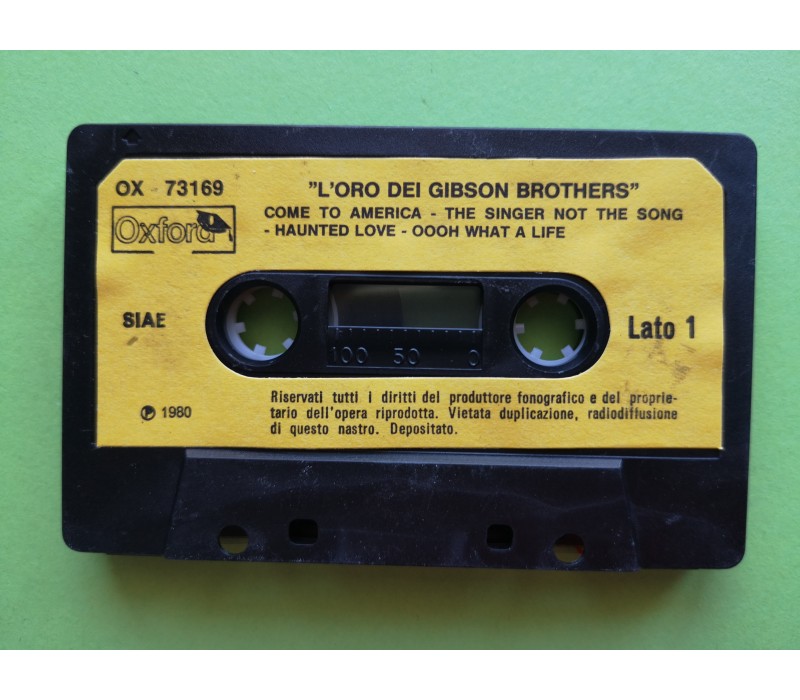 OX - 73169
"L'ORO DEI GIBSON BROTHERS"
Oxford
COME TO AMERICA - THE SINGER NOT THE SONG
- HAUNTED LOVE - OOOH WHAT A LIFE
SIAE
Lato 1
100 50 0
Riservati tutti i diritti del produttore fonografico e del proprie-
tario dell'opera riprodotta. Vietata duplicazione, radiodiffusione
di questo nastro. Depositato.
℗ 1980